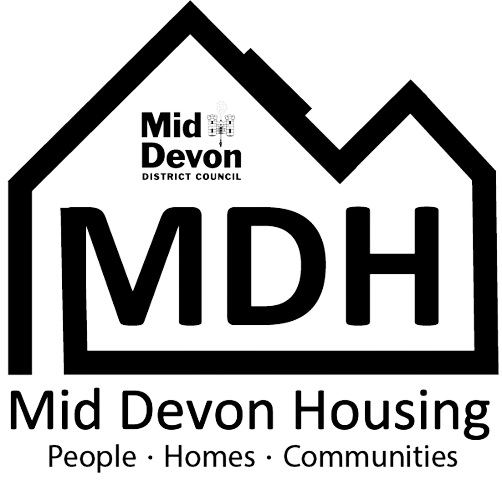 Mid
Devon
DISTRICT COUNCIL
MDH
Mid Devon Housing
People · Homes · Communities